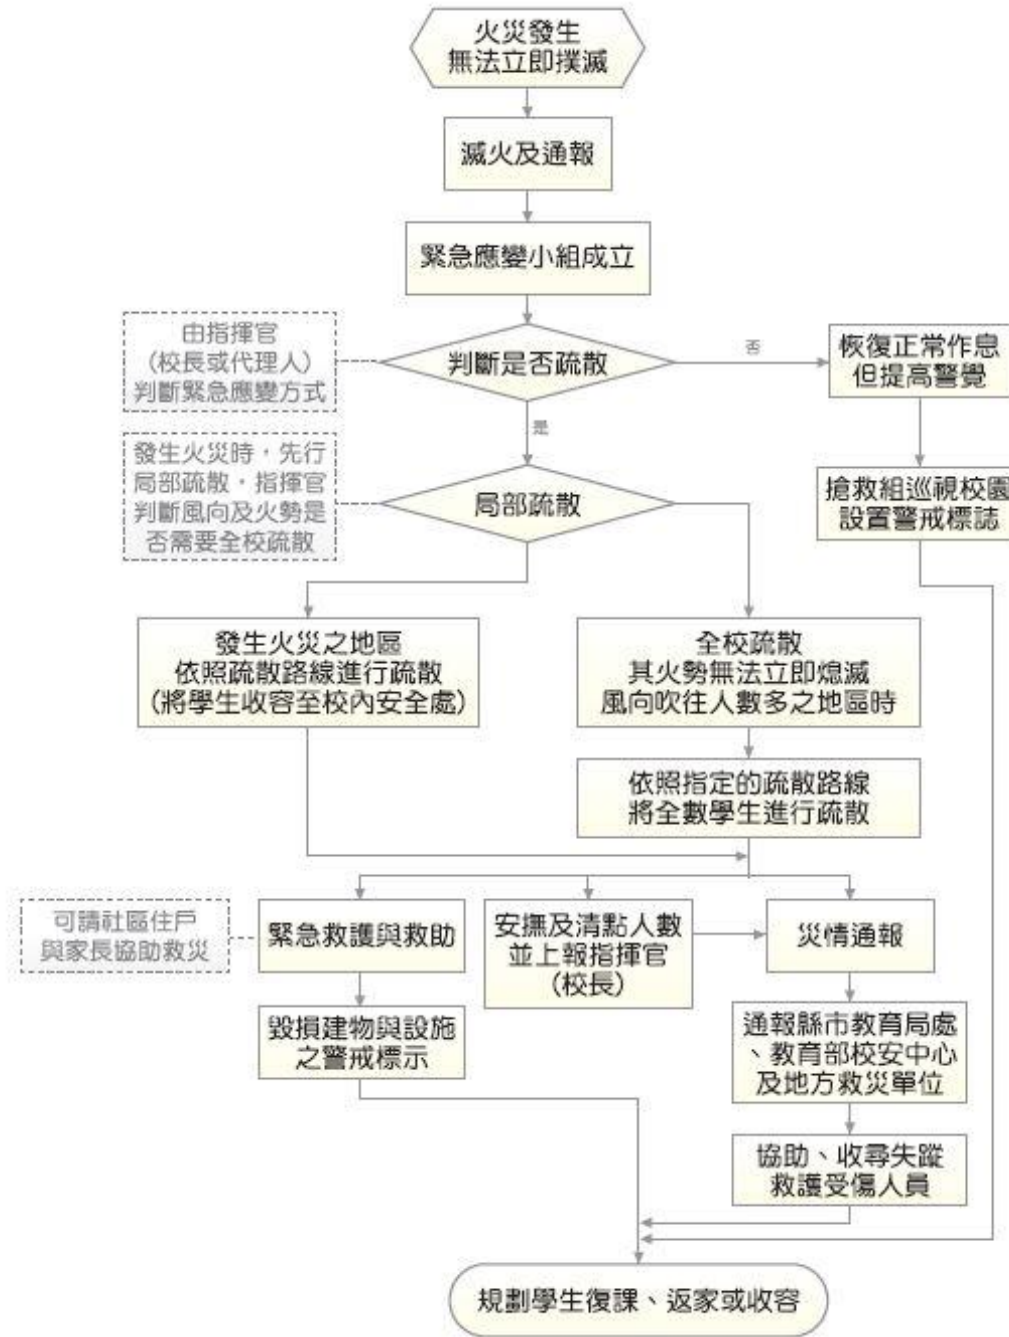 火災發生
無法立即撲滅
滅火及通報
緊急應變小組成立
由指揮官
（校長或代理人）
判斷緊急應變方式
判斷是否疏散
否
恢復正常作息
但提高警覺
是
發生火災時，先行
局部疏散，指揮官
判斷風向及火勢是
否需要全校疏散
局部疏散
搶救組巡視校園
設置警戒標誌
發生火災之地區
依照疏散路線進行疏散
(將學生收容至校內安全處)
全校疏散
其火勢無法立即熄滅
風向吹往人數多之地區時
依照指定的疏散路線
將全數學生進行疏散
可請社區住戶
與家長協助救災
緊急救護與救助
安撫及清點人數
並上報指揮官
(校長)
災情通報
毀損建物與設施
之警戒標示
通報縣市教育局處
、教育部校安中心
及地方救災單位
協助、收尋失蹤
救護受傷人員
規劃學生復課、返家或收容